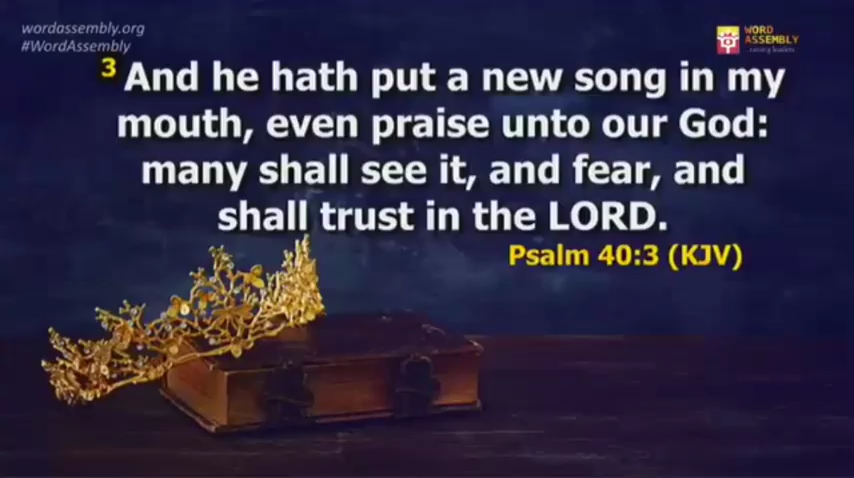 wordassembly.org
#WordAssembly
WORD
ASSEMBLY
3 And he hath put a new song in my
mouth, even praise unto our God:
many shall see it, and fear, and
shall trust in the LORD.
Psalm 40:3 (KJV)